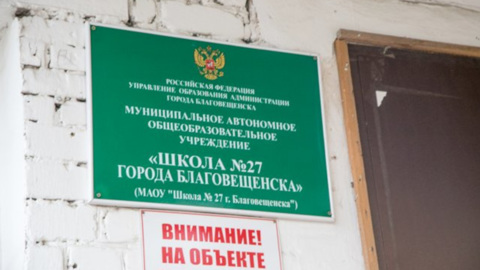 РОССИЙСКАЯ ФЕДЕРАЦИЯ
УПРАВЛЕНИЕ ОБРАЗОВАНИЯ АДМИНИСТРАЦИИ
ГОРОДА БЛАГОВЕЩЕНСКА
МУНИЦИПАЛЬНОЕ АВТОНОМНОЕ
ОБЩЕОБРАЗОВАТЕЛЬНОЕ
УЧРЕЖДЕНИЕ
«ШКОЛА №27
ГОРОДА БЛАГОВЕЩЕНСКА»
(МАОУ "Школа № 27 г. Благовещенска")
ВНИМАНИЕ!
НА ОБЪЕКТЕ